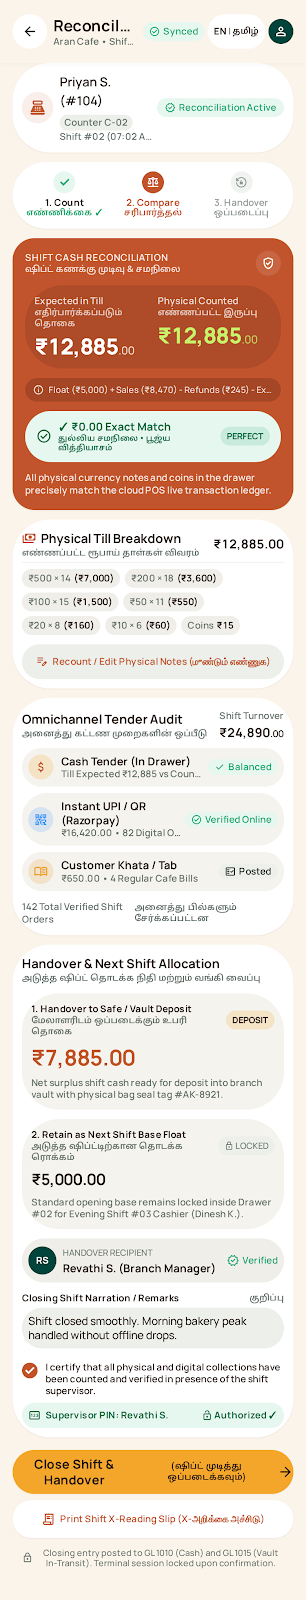 Reconcil...
Aran Cafe • Shif...
Synced
EN | தமிழ்
Priyan S.
(#104)
Counter C-02
Shift #02 (07:02 A...
Reconciliation Active
1. Count
எண்ணிக்கை ✓
2. Compare
சரிபார்த்தல்
3. Handover
ஒப்படைப்பு
SHIFT CASH RECONCILIATION
ஷிப்ட் கணக்கு முடிவு & சமநிலை
Expected in Till
எதிர்பார்க்கப்படும்
தொகை
₹12,885.00
Physical Counted
எண்ணப்பட்ட இருப்பு
₹12,885.00
Float (₹5,000) + Sales (₹8,470) - Refunds (₹245) - Ex...
✓ ₹0.00 Exact Match
துல்லிய சமநிலை • பூஜ்ய
வித்தியாசம்
PERFECT
All physical currency notes and coins in the drawer
precisely match the cloud POS live transaction ledger.
Physical Till Breakdown
எண்ணப்பட்ட ரூபாய் தாள்கள் விவரம்
₹12,885.00
₹500 × 14 (₹7,000)
₹200 × 18 (₹3,600)
₹100 × 15 (₹1,500)
₹50 × 11 (₹550)
₹20 × 8 (₹160)
₹10 × 6 (₹60)
Coins ₹15
Recount / Edit Physical Notes (மீண்டும் எண்ணுக)
Omnichannel Tender Audit
அனைத்து கட்டண முறைகளின் ஒப்பீடு
Shift Turnover
₹24,890.00
Cash Tender (In Drawer)
Till Expected ₹12,885 vs Coun...
Balanced
Instant UPI / QR
(Razorpay)
₹16,420.00 • 82 Digital O...
Verified Online
Customer Khata / Tab
₹650.00 • 4 Regular Cafe Bills
Posted
142 Total Verified Shift
Orders
அனைத்து பில்களும்
சேர்க்கப்பட்டன
Handover & Next Shift Allocation
அடுத்த ஷிப்ட் தொடக்க நிதி மற்றும் வங்கி வைப்பு
1. Handover to Safe / Vault Deposit
மேலாளரிடம் ஒப்படைக்கும் உபரி
தொகை
DEPOSIT
₹7,885.00
Net surplus shift cash ready for deposit into branch
vault with physical bag seal tag #AK-8921.
2. Retain as Next Shift Base Float
அடுத்த ஷிப்ட்டிற்கான தொடக்க
ரொக்கம்
LOCKED
₹5,000.00
Standard opening base remains locked inside Drawer
#02 for Evening Shift #03 Cashier (Dinesh K.).
RS
HANDOVER RECIPIENT
Revathi S. (Branch Manager)
Verified
Closing Shift Narration / Remarks
குறிப்பு
Shift closed smoothly. Morning bakery peak
handled without offline drops.
I certify that all physical and digital collections have
been counted and verified in presence of the shift
supervisor.
Supervisor PIN: Revathi S.
Authorized ✓
Close Shift &
Handover
(ஷிப்ட் முடித்து
ஒப்படைக்கவும்)
Print Shift X-Reading Slip (X-அறிக்கை அச்சிடு)
Closing entry posted to GL 1010 (Cash) and GL 1015 (Vault
In-Transit). Terminal session locked upon confirmation.